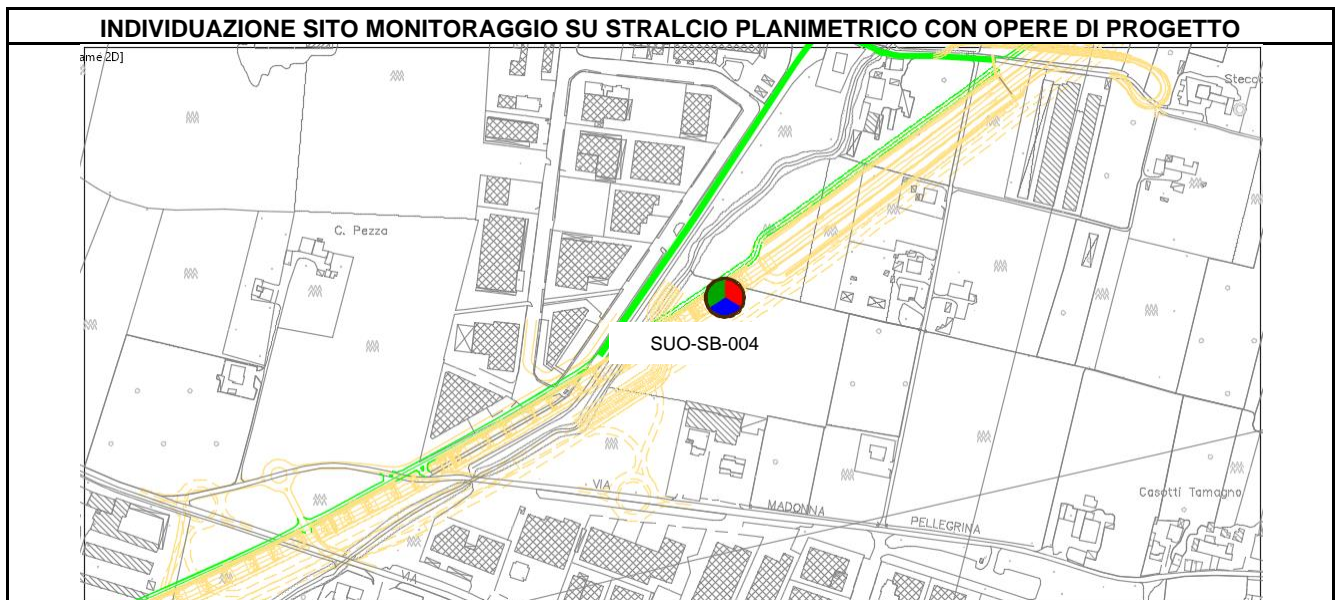 INDIVIDUAZIONE SITO MONITORAGGIO SU STRALCIO PLANIMETRICO CON OPERE DI PROGETTO
ame 2D]
C. Pezza
SUO-SB-004
VIA
MADONNA
PELLEGRINA
Casotti Tamagno
VIA